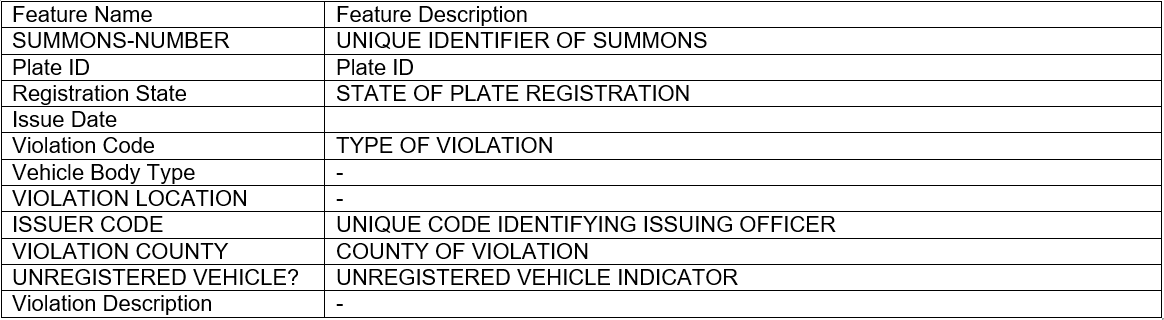 Feature Name Feature Description
SUMMONS-NUMBER UNIQUE IDENTIFIER OF SUMMONS
Plate ID Plate ID
Registration State STATE OF PLATE REGISTRATION
Issue Date
Violation Code TYPE OF VIOLATION
Vehicle Body Type -
VIOLATION LOCATION -
ISSUER CODE UNIQUE CODE IDENTIFYING ISSUING OFFICER
VIOLATION COUNTY COUNTY OF VIOLATION
UNREGISTERED VEHICLE? UNREGISTERED VEHICLE INDICATOR
Violation Description -